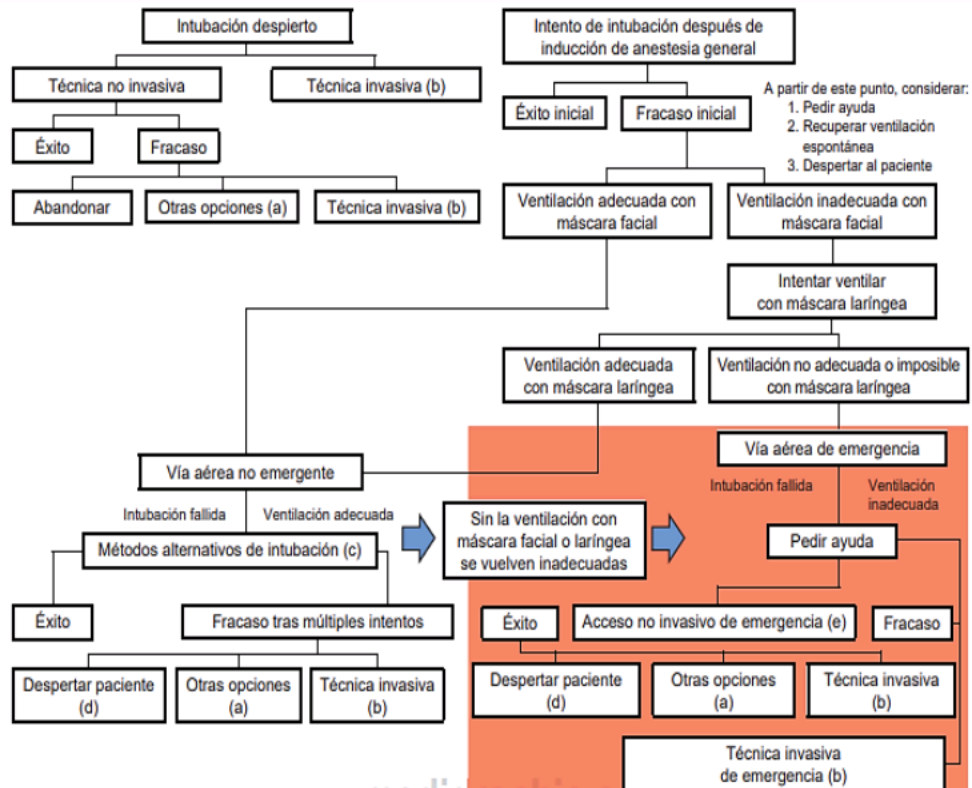 Intubación despierto
Técnica no invasiva
Técnica invasiva (b)
Éxito
Fracaso
Abandonar
Otras opciones (a)
Técnica invasiva (b)
Intento de intubación después de
inducción de anestesia general
Éxito inicial
Fracaso inicial
A partir de este punto, considerar:
1. Pedir ayuda
2. Recuperar ventilación
espontánea
3. Despertar al paciente
Ventilación adecuada con
máscara facial
Ventilación inadecuada con
máscara facial
Intentar ventilar
con máscara laríngea
Ventilación adecuada
con máscara laríngea
Ventilación no adecuada o imposible
con máscara laríngea
Vía aérea no emergente
Intubación fallida
Ventilación adecuada
Métodos alternativos de intubación (c)
Éxito
Fracaso tras múltiples intentos
Despertar paciente
(d)
Otras opciones
(a)
Técnica invasiva
(b)
Sin la ventilación con
máscara facial o laríngea
se vuelven inadecuadas
Vía aérea de emergencia
Intubación fallida
Ventilación
inadecuada
Pedir ayuda
Éxito
Acceso no invasivo de emergencia (e)
Fracaso
Despertar paciente
(d)
Otras opciones
(a)
Técnica invasiva
(b)
Técnica invasiva
de emergencia (b)